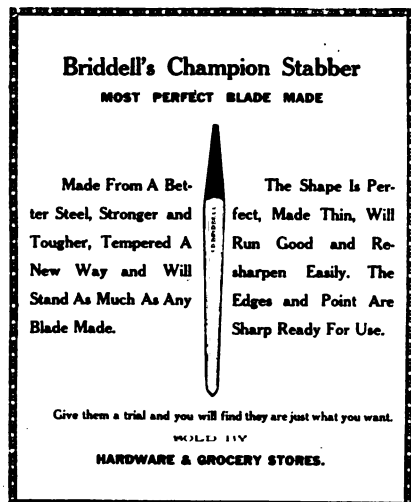 Briddell's Champion Stabber
MOST PERFECT BLADE MADE
Made From A Bet-
ter Steel, Stronger and
Tougher, Tempered A
New Way and Will
Stand As Much As Any
Blade Made.
The Shape Is Per-
fect, Made Thin, Will
Run Good and Re-
sharpen Easily. The
Edges and Point Are
Sharp Ready For Use.
Give them a trial and you will find they are just what you want.
SOLD BY
HARDWARE & GROCERY STORES.